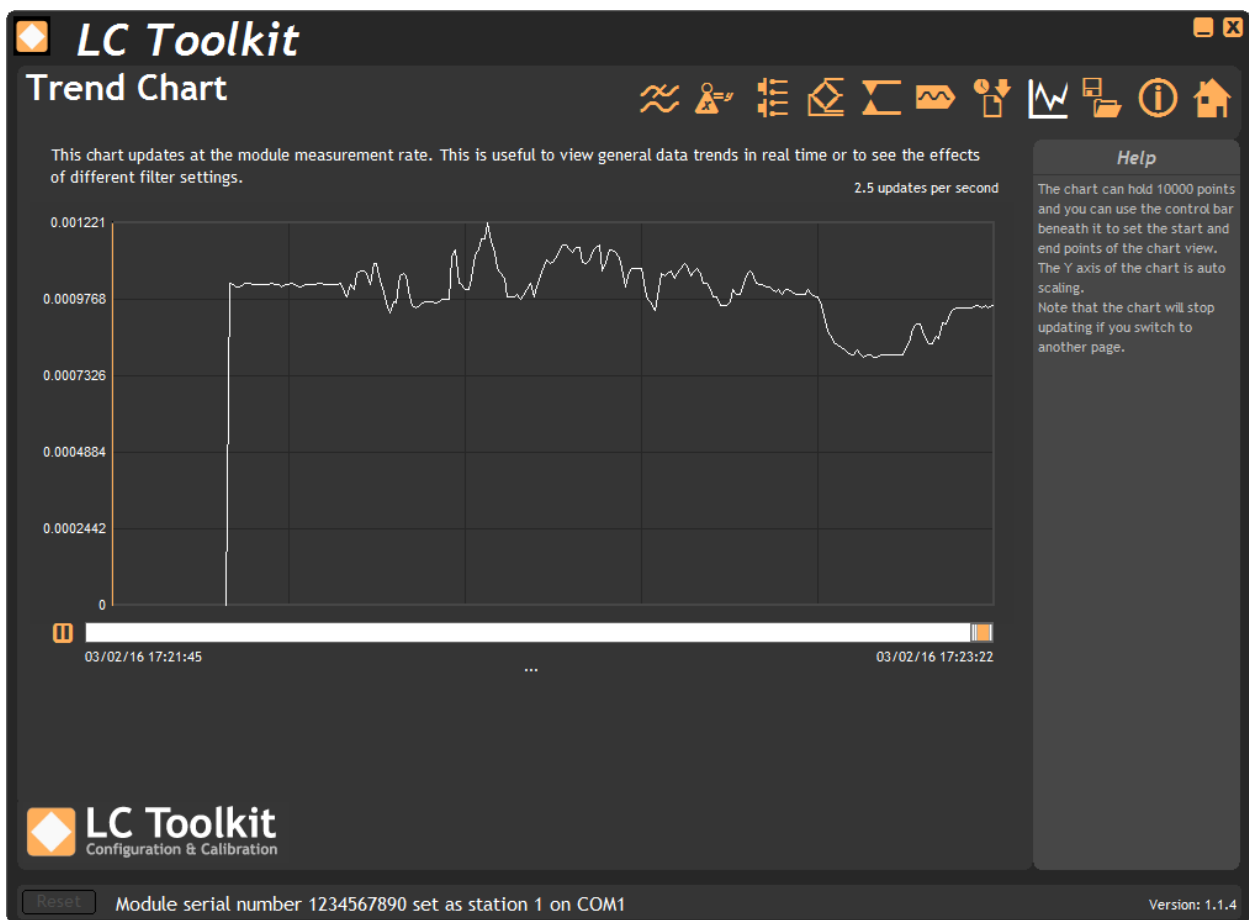 LC Toolkit
Trend Chart
This chart updates at the module measurement rate. This is useful to view general data trends in real time or to see the effects
of different filter settings.
2.5 updates per second
0.001221
0.0009768
0.0007326
0.0004884
0.0002442
0
03/02/16 17:21:45
...
03/02/16 17:23:22
Help
The chart can hold 10000 points
and you can use the control bar
beneath it to set the start and
end points of the chart view.
The Y axis of the chart is auto
scaling.
Note that the chart will stop
updating if you switch to
another page.
LC Toolkit
Configuration & Calibration
Reset
Module serial number 1234567890 set as station 1 on COM1
Version: 1.1.4